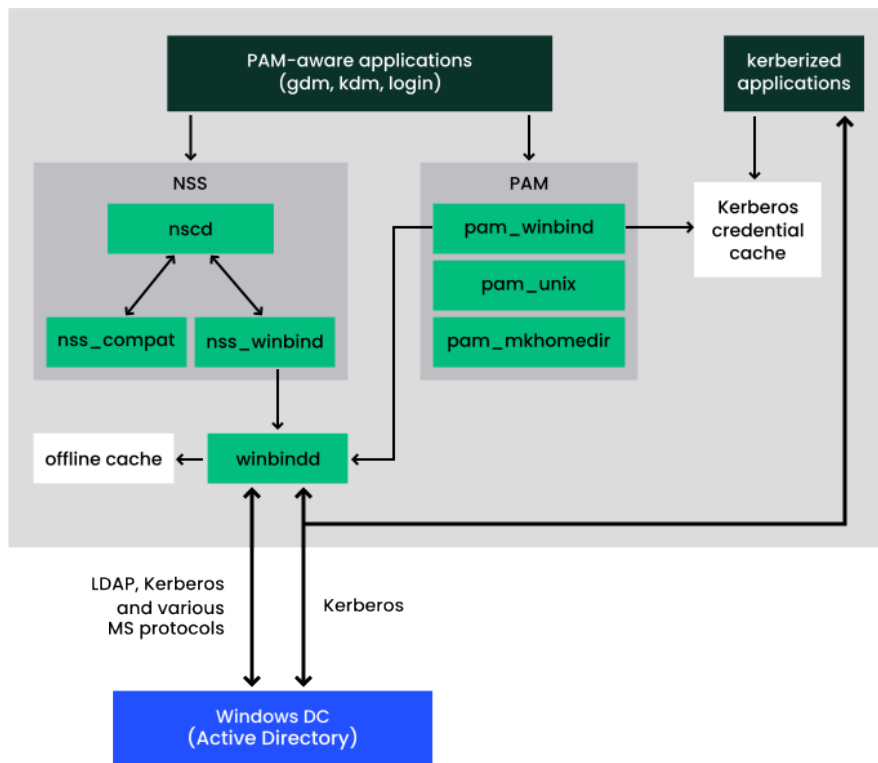 PAM-aware applications
(gdm, kdm, login)
kerberized
applications
NSS
PAM
nscd
pam_winbind
Kerberos
credential
cache
pam_unix
nss_compat
nss_winbind
pam_mkhomedir
offline cache
winbindd
LDAP, Kerberos
and various
MS protocols
Kerberos
Windows DC
(Active Directory)